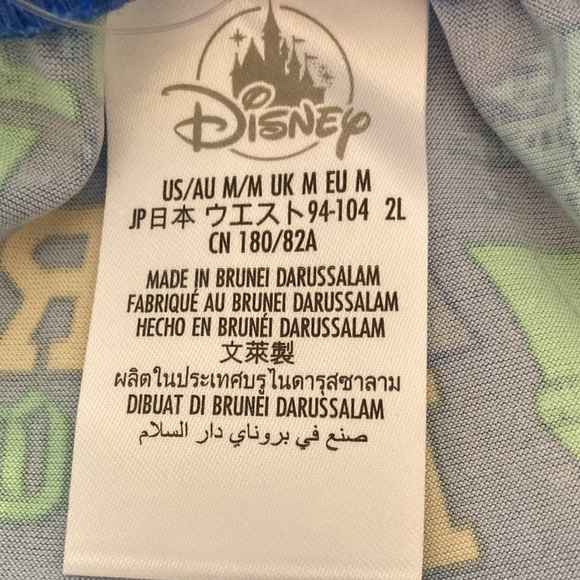 Disney
US/AU M/M UK M EU M
JP日本 ウエスト94-104 2L
CN 180/82A
MADE IN BRUNEI DARUSSALAM
FABRIQUÉ AU BRUNEI DARUSSALAM
HECHO EN BRUNÉI DARUSSALAM
文萊製
ผลิตในประเทศบรูไนดารุสซาลาม
DIBUAT DI BRUNEI DARUSSALAM
صنع في بروناي دار السلام